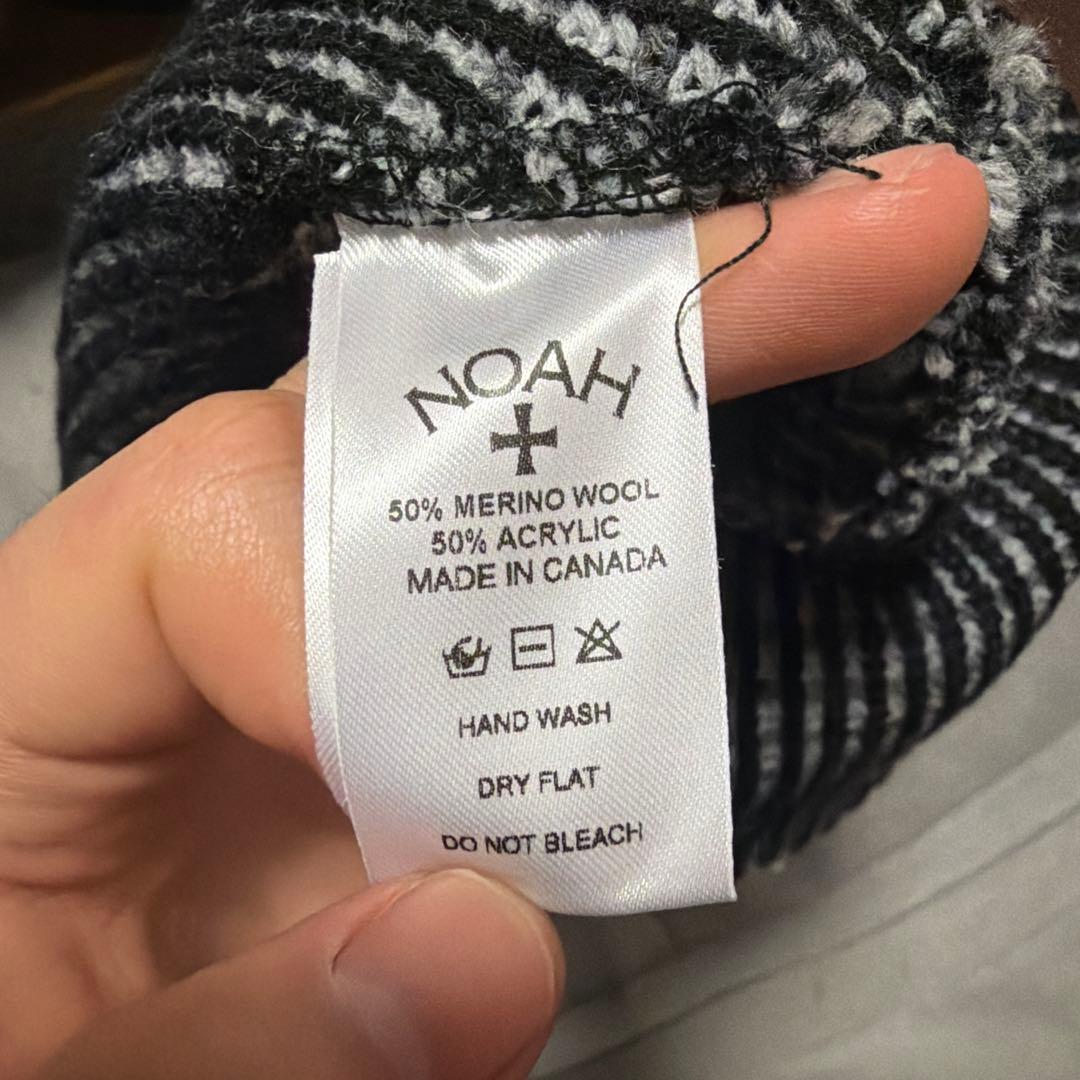 NOAH
50% MERINO WOOL
50% ACRYLIC
MADE IN CANADA
HAND WASH
DRY FLAT
DO NOT BLEACH